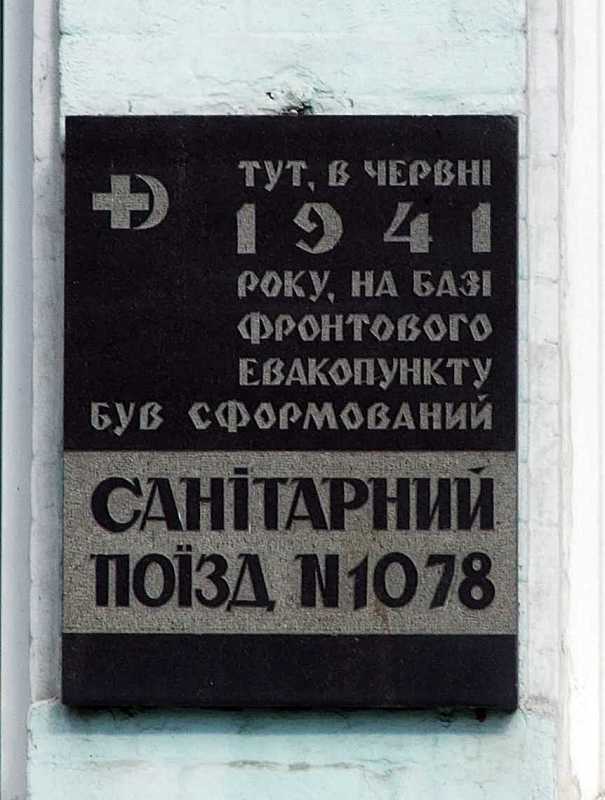 ТУТ, В ЧЕРВНІ
1941
РОКУ, НА БАЗІ
ФРОНТОВОГО
ЕВАКОПУНКТУ
БУВ СФОРМОВАНИЙ
САНІТАРНИЙ
ПОЇЗД N1078